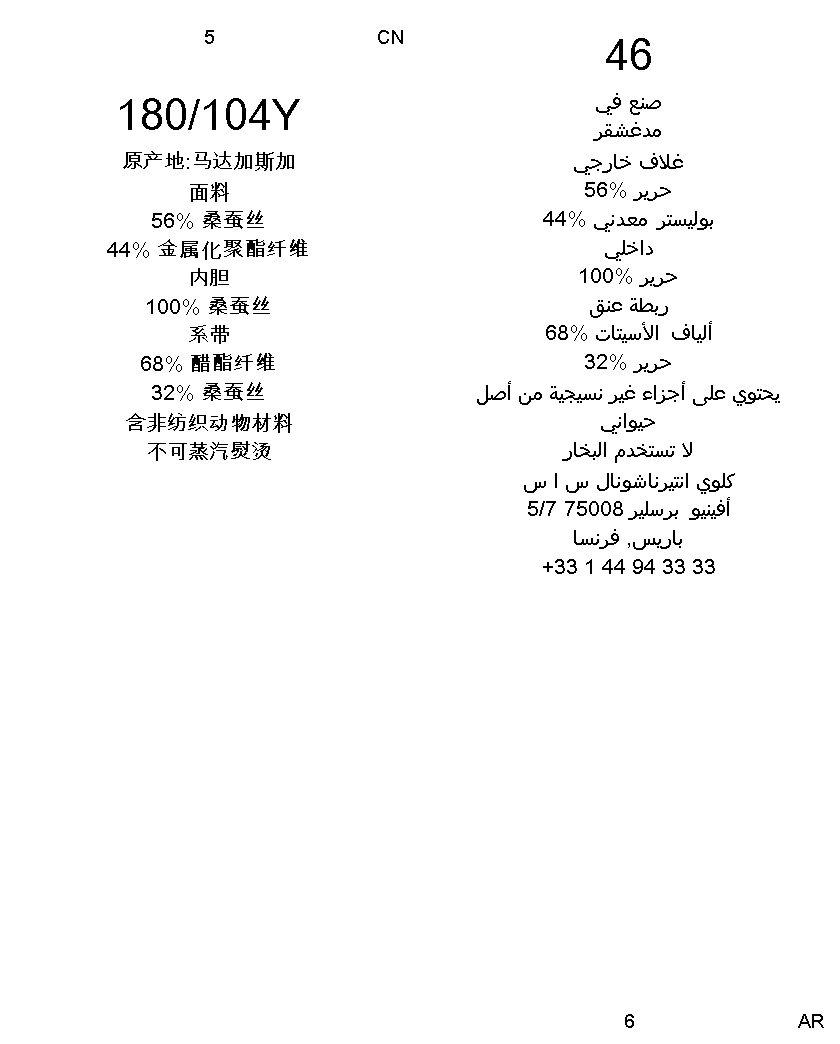 5 CN
180/104Y
原产地:马达加斯加
面料
56% 桑蚕丝
44% 金属化聚酯纤维
内胆
100% 桑蚕丝
系带
68% 醋酯纤维
32% 桑蚕丝
含非纺织动物材料
不可蒸汽熨烫
46
صنع في
مدغشقر
غلاف خارجي
حرير %56
بوليستر معدني %44
داخلي
حرير %100
ربطة عنق
ألياف الأسيتات %68
حرير %32
يحتوي على أجزاء غير نسيجية من أصل
حيواني
لا تستخدم البخار
كلوي انتيرناشونال س ا س
أفينيو برسلير 75008 5/7
باريس, فرنسا
+33 1 44 94 33 33
6 AR